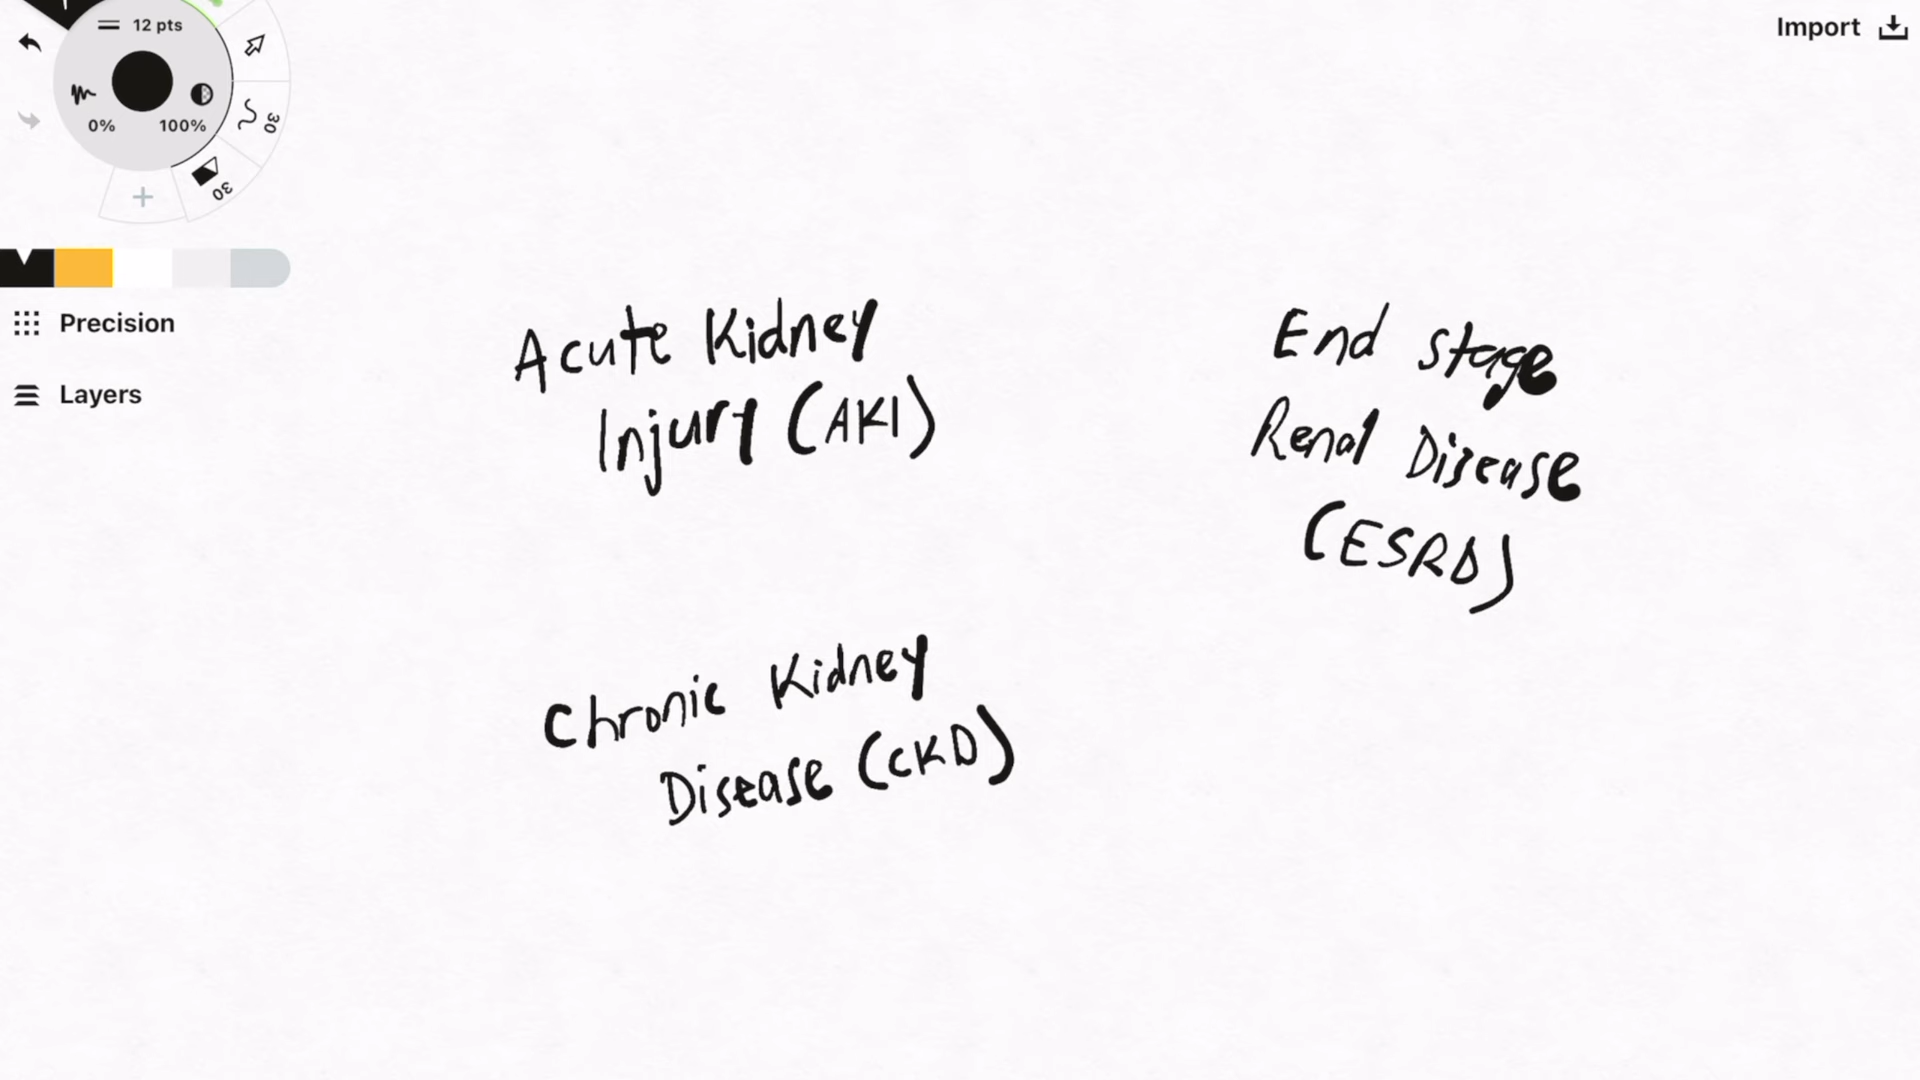 12 pts
0%
100%
30
30
Import
Precision
Layers
Acute Kidney
Injury (AKI)
End stage
Renal Disease
(ESRD)
Chronic Kidney
Disease (CKD)